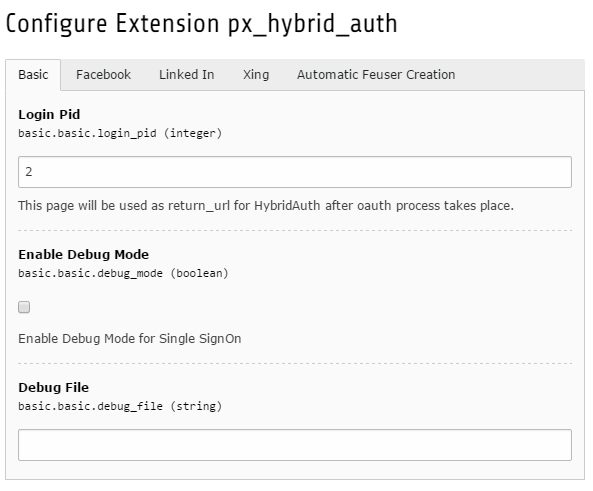 Configure Extension px_hybrid_auth
Basic Facebook Linked In Xing Automatic Feuser Creation
Login Pid
basic.basic.login_pid (integer)
2
This page will be used as return_url for HybridAuth after oauth process takes place.
Enable Debug Mode
basic.basic.debug_mode (boolean)
Enable Debug Mode for Single SignOn
Debug File
basic.basic.debug_file (string)